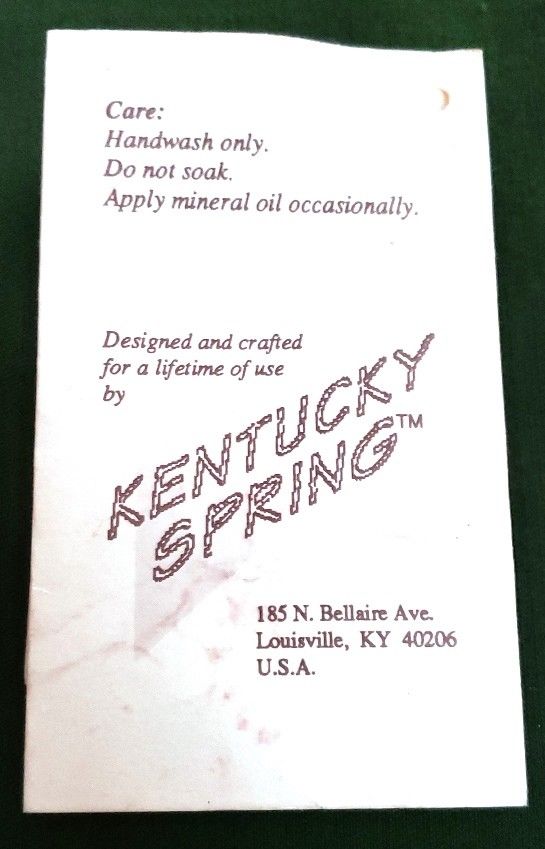 Care:
Handwash only.
Do not soak.
Apply mineral oil occasionally.
Designed and crafted
for a lifetime of use
by
KENTUCKY
SPRING™
185 N. Bellaire Ave.
Louisville, KY 40206
U.S.A.